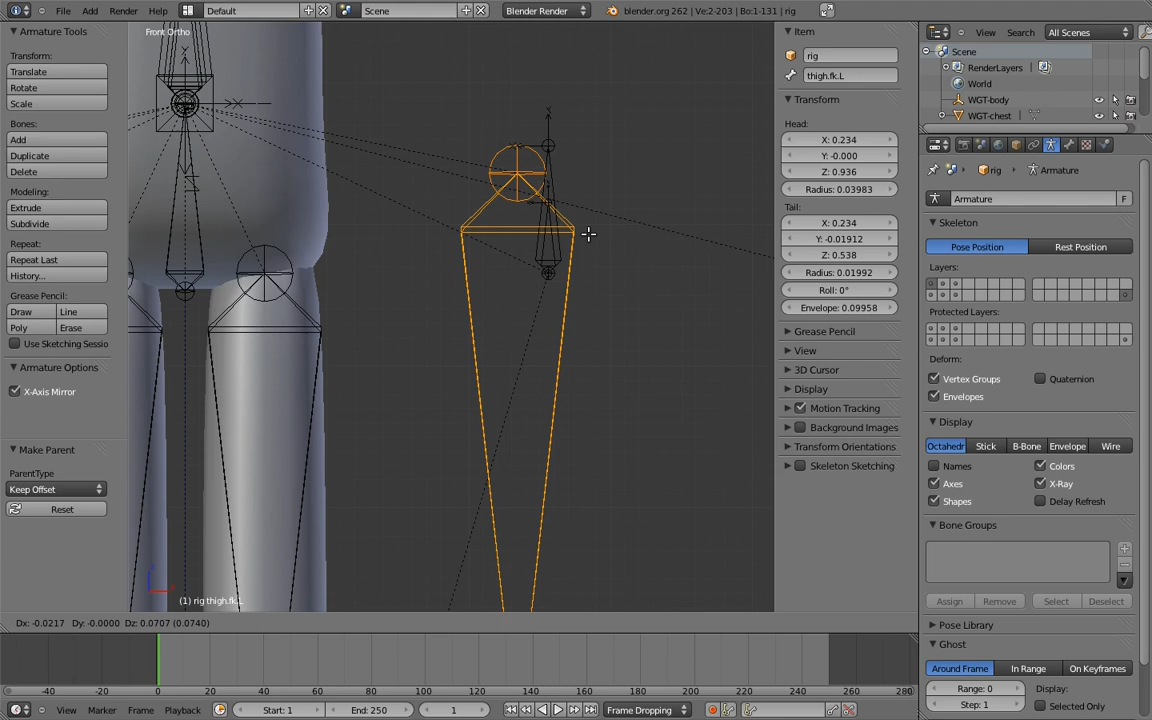 File Add Render Help Default Scene Blender Render blender.org 262 | Ve:2-203 | Bo:1-131 | rig
Armature Tools
Transform:
Translate
Rotate
Scale
Bones:
Add
Duplicate
Delete
Modeling:
Extrude
Subdivide
Repeat:
Repeat Last
History...
Grease Pencil:
Draw Line
Poly Erase
Use Sketching Sessio
Armature Options
X-Axis Mirror
Make Parent
ParentType
Keep Offset
Reset
Front Ortho
(1) rig thigh.fk.L
Item
rig
thigh.fk.L
Transform
Head:
X: 0.234
Y: -0.000
Z: 0.936
Radius: 0.03983
Tail:
X: 0.234
Y: -0.01912
Z: 0.538
Radius: 0.01992
Roll: 0°
Envelope: 0.09958
Grease Pencil
View
3D Cursor
Display
Motion Tracking
Background Images
Transform Orientations
Skeleton Sketching
View Search All Scenes
Scene
RenderLayers
World
WGT-body
WGT-chest
rig Armature
Armature F
Skeleton
Pose Position Rest Position
Layers:
Protected Layers:
Deform:
Vertex Groups Quaternion
Envelopes
Display
Octahedr Stick B-Bone Envelope Wire
Names Colors
Axes X-Ray
Shapes Delay Refresh
Bone Groups
Assign Remove Select Deselect
Pose Library
Ghost
Around Frame In Range On Keyframes
Range: 0 Display:
Step: 1 Selected Only
Dx: -0.0217 Dy: -0.0000 Dz: 0.0707 (0.0740)
-40 -20 0 20 40 60 80 100 120 140 160 180 200 220 240 260 280
View Marker Frame Playback Start: 1 End: 250 1 Frame Dropping